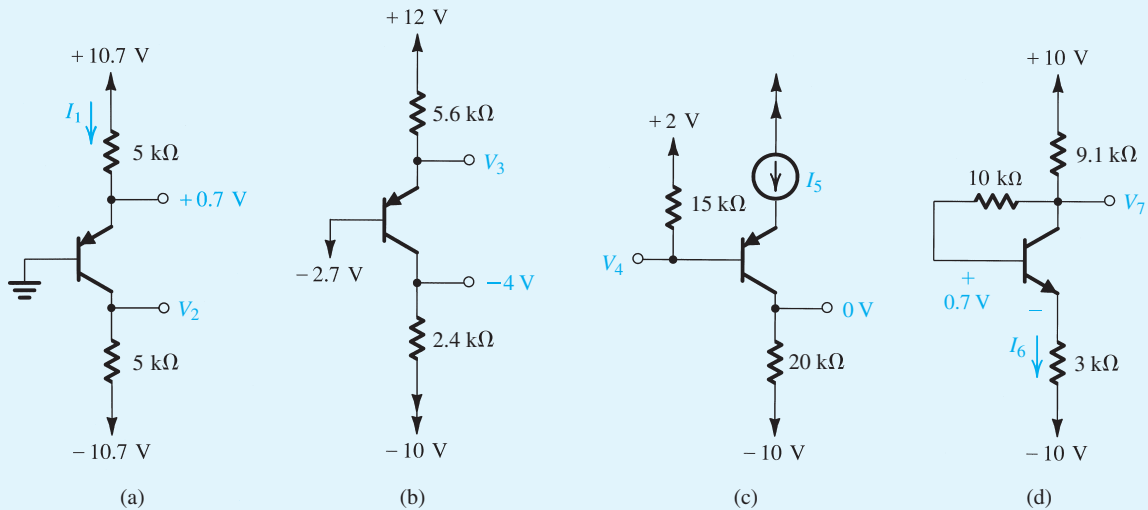 +10.7 V
I1
5 kΩ
+0.7 V
V2
5 kΩ
−10.7 V
(a)
+12 V
5.6 kΩ
V3
−2.7 V
−4 V
2.4 kΩ
−10 V
(b)
+2 V
I5
15 kΩ
V4
0 V
20 kΩ
−10 V
(c)
+10 V
9.1 kΩ
10 kΩ
V7
+
0.7 V
−
I6
3 kΩ
−10 V
(d)